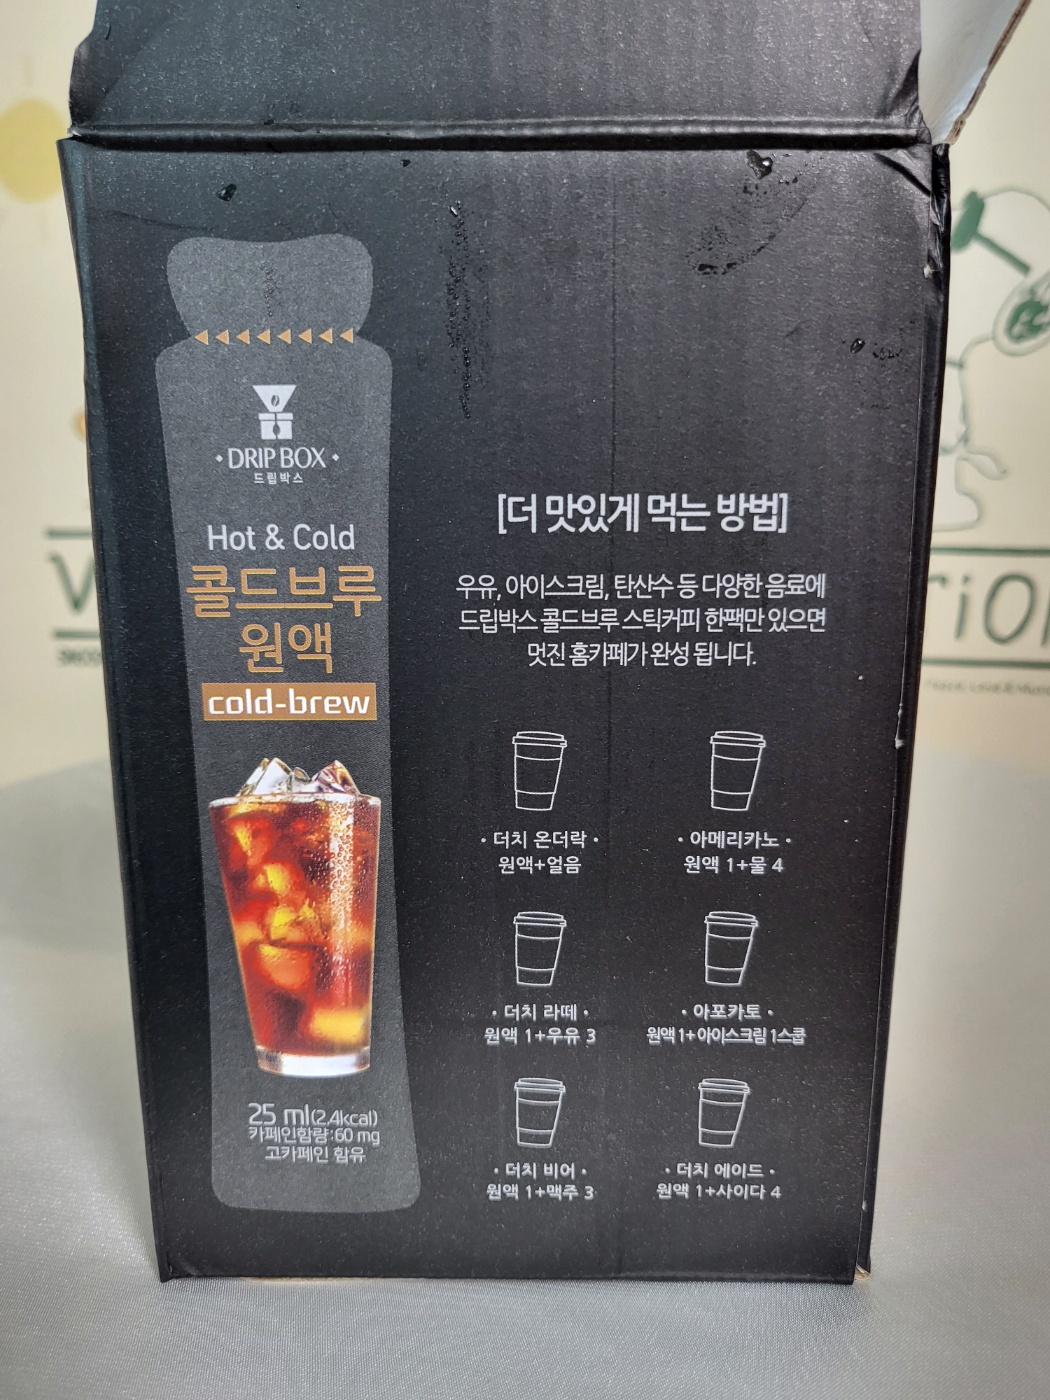 DRIP BOX
드립박스
Hot & Cold
콜드브루
원액
cold-brew
25 ml(2.4kcal)
카페인함량:60 mg
고카페인 함유
[더 맛있게 먹는 방법]
우유, 아이스크림, 탄산수 등 다양한 음료에
드립박스 콜드브루 스틱커피 한팩만 있으면
멋진 홈카페가 완성 됩니다.
· 더치 온더락 ·
원액+얼음
· 아메리카노 ·
원액 1+물 4
· 더치 라떼 ·
원액 1+우유 3
· 아포카토 ·
원액 1+아이스크림 1스쿱
· 더치 비어 ·
원액 1+맥주 3
· 더치 에이드 ·
원액 1+사이다 4